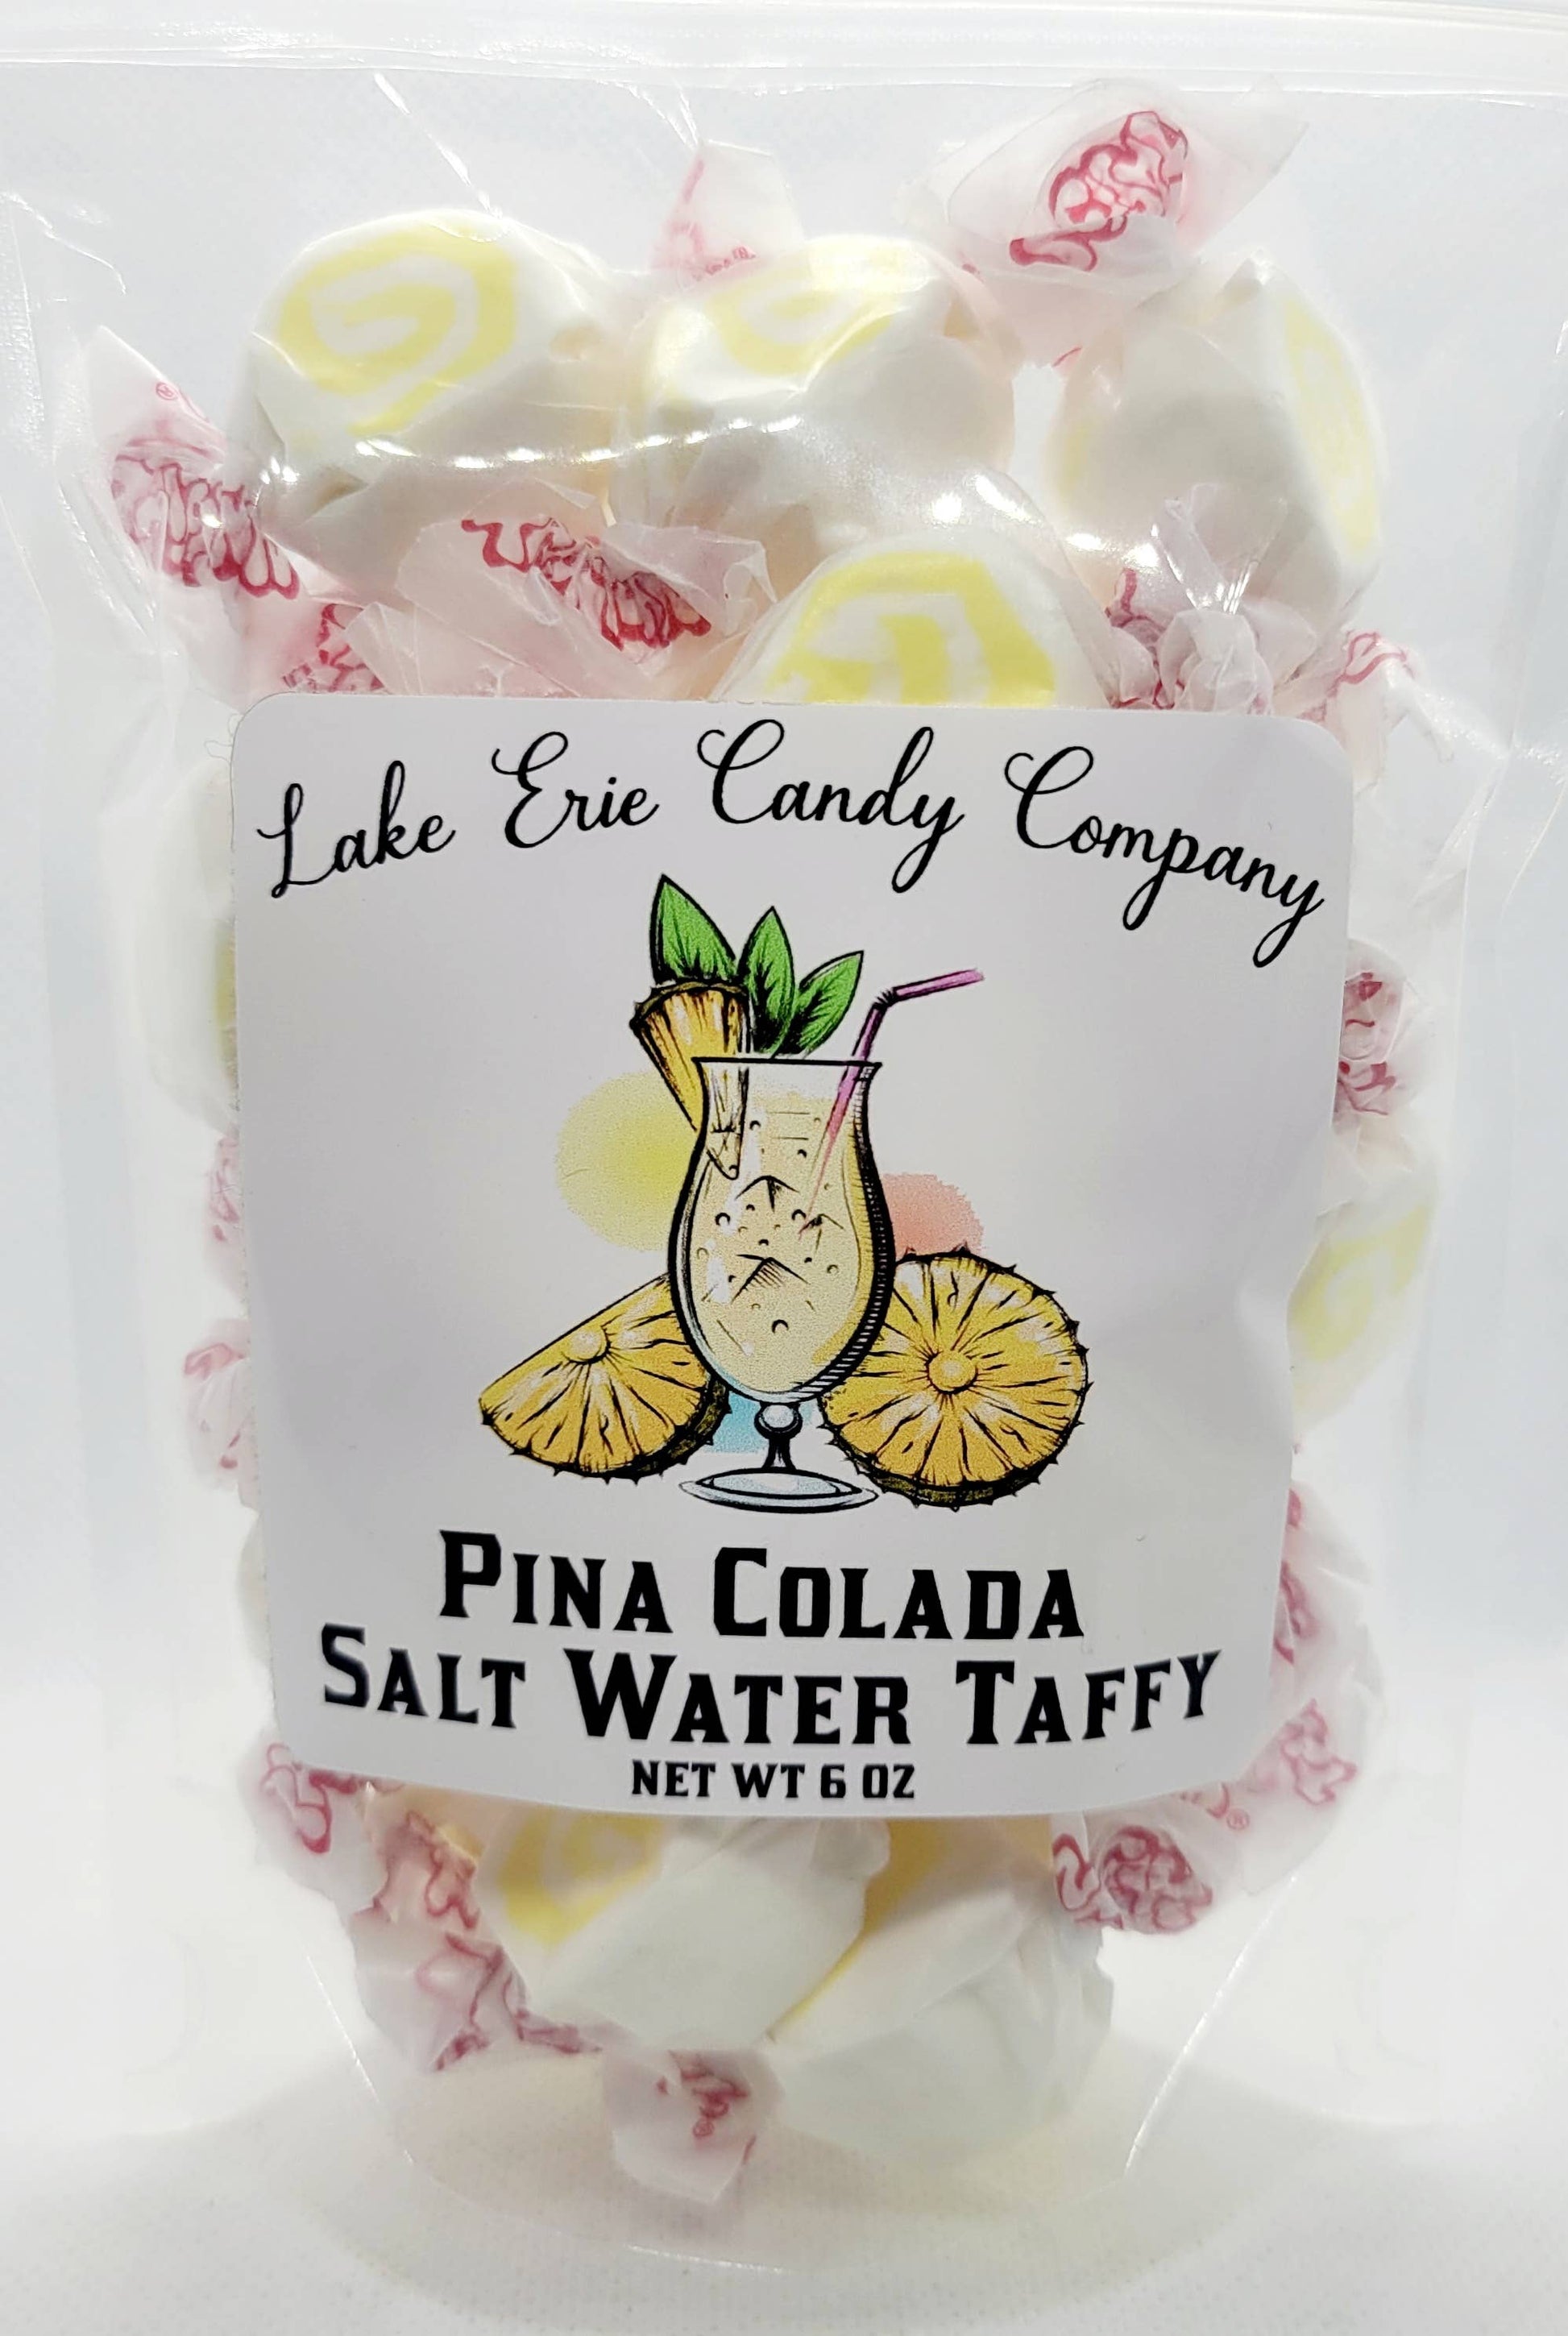 Lake Erie Candy Company
PINA COLADA
SALT WATER TAFFY
NET WT 6 OZ